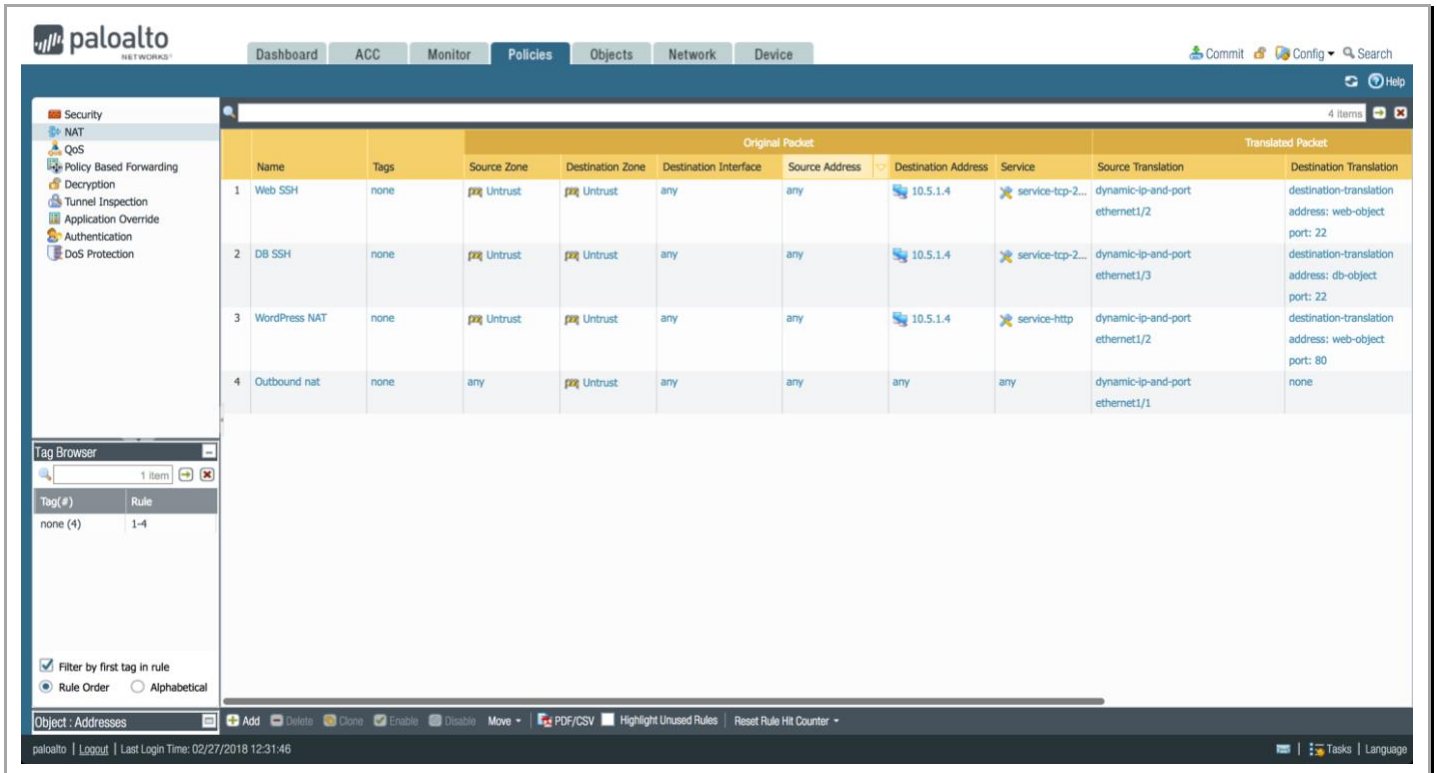 paloalto
NETWORKS
Dashboard ACC Monitor Policies Objects Network Device
Commit Config Search
Help
Security
NAT
QoS
Policy Based Forwarding
Decryption
Tunnel Inspection
Application Override
Authentication
DoS Protection
4 items
Original Packet Translated Packet
Name Tags Source Zone Destination Zone Destination Interface Source Address Destination Address Service Source Translation Destination Translation
1 Web SSH none Untrust Untrust any any 10.5.1.4 service-tcp-2... dynamic-ip-and-port destination-translation
ethernet1/2 address: web-object
port: 22
2 DB SSH none Untrust Untrust any any 10.5.1.4 service-tcp-2... dynamic-ip-and-port destination-translation
ethernet1/3 address: db-object
port: 22
3 WordPress NAT none Untrust Untrust any any 10.5.1.4 service-http dynamic-ip-and-port destination-translation
ethernet1/2 address: web-object
port: 80
4 Outbound nat none any Untrust any any any any dynamic-ip-and-port none
ethernet1/1
Tag Browser
1 item
Tag(#) Rule
none (4) 1-4
Filter by first tag in rule
Rule Order Alphabetical
Object : Addresses
Add Delete Clone Enable Disable Move PDF/CSV Highlight Unused Rules Reset Rule Hit Counter
paloalto | Logout | Last Login Time: 02/27/2018 12:31:46
Tasks | Language